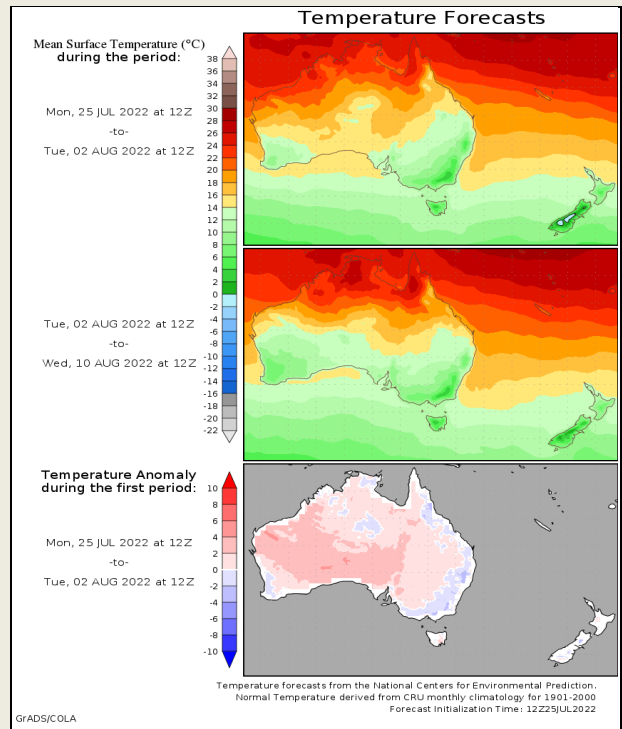 Temperature Forecasts
Mean Surface Temperature (°C)
during the period:
38
36
34
32
30
28
26
24
22
20
18
16
14
12
10
8
6
4
2
0
-2
-4
-6
-8
-10
-12
-14
-16
-18
-20
-22
Mon, 25 JUL 2022 at 12Z
-to-
Tue, 02 AUG 2022 at 12Z
Tue, 02 AUG 2022 at 12Z
-to-
Wed, 10 AUG 2022 at 12Z
Temperature Anomaly
during the first period:
10
8
6
4
2
0
-2
-4
-6
-8
-10
Mon, 25 JUL 2022 at 12Z
-to-
Tue, 02 AUG 2022 at 12Z
Temperature forecasts from the National Centers for Environmental Prediction.
Normal Temperature derived from CRU monthly climatology for 1901-2000
Forecast Initialization Time: 12Z25JUL2022
GrADS/COLA